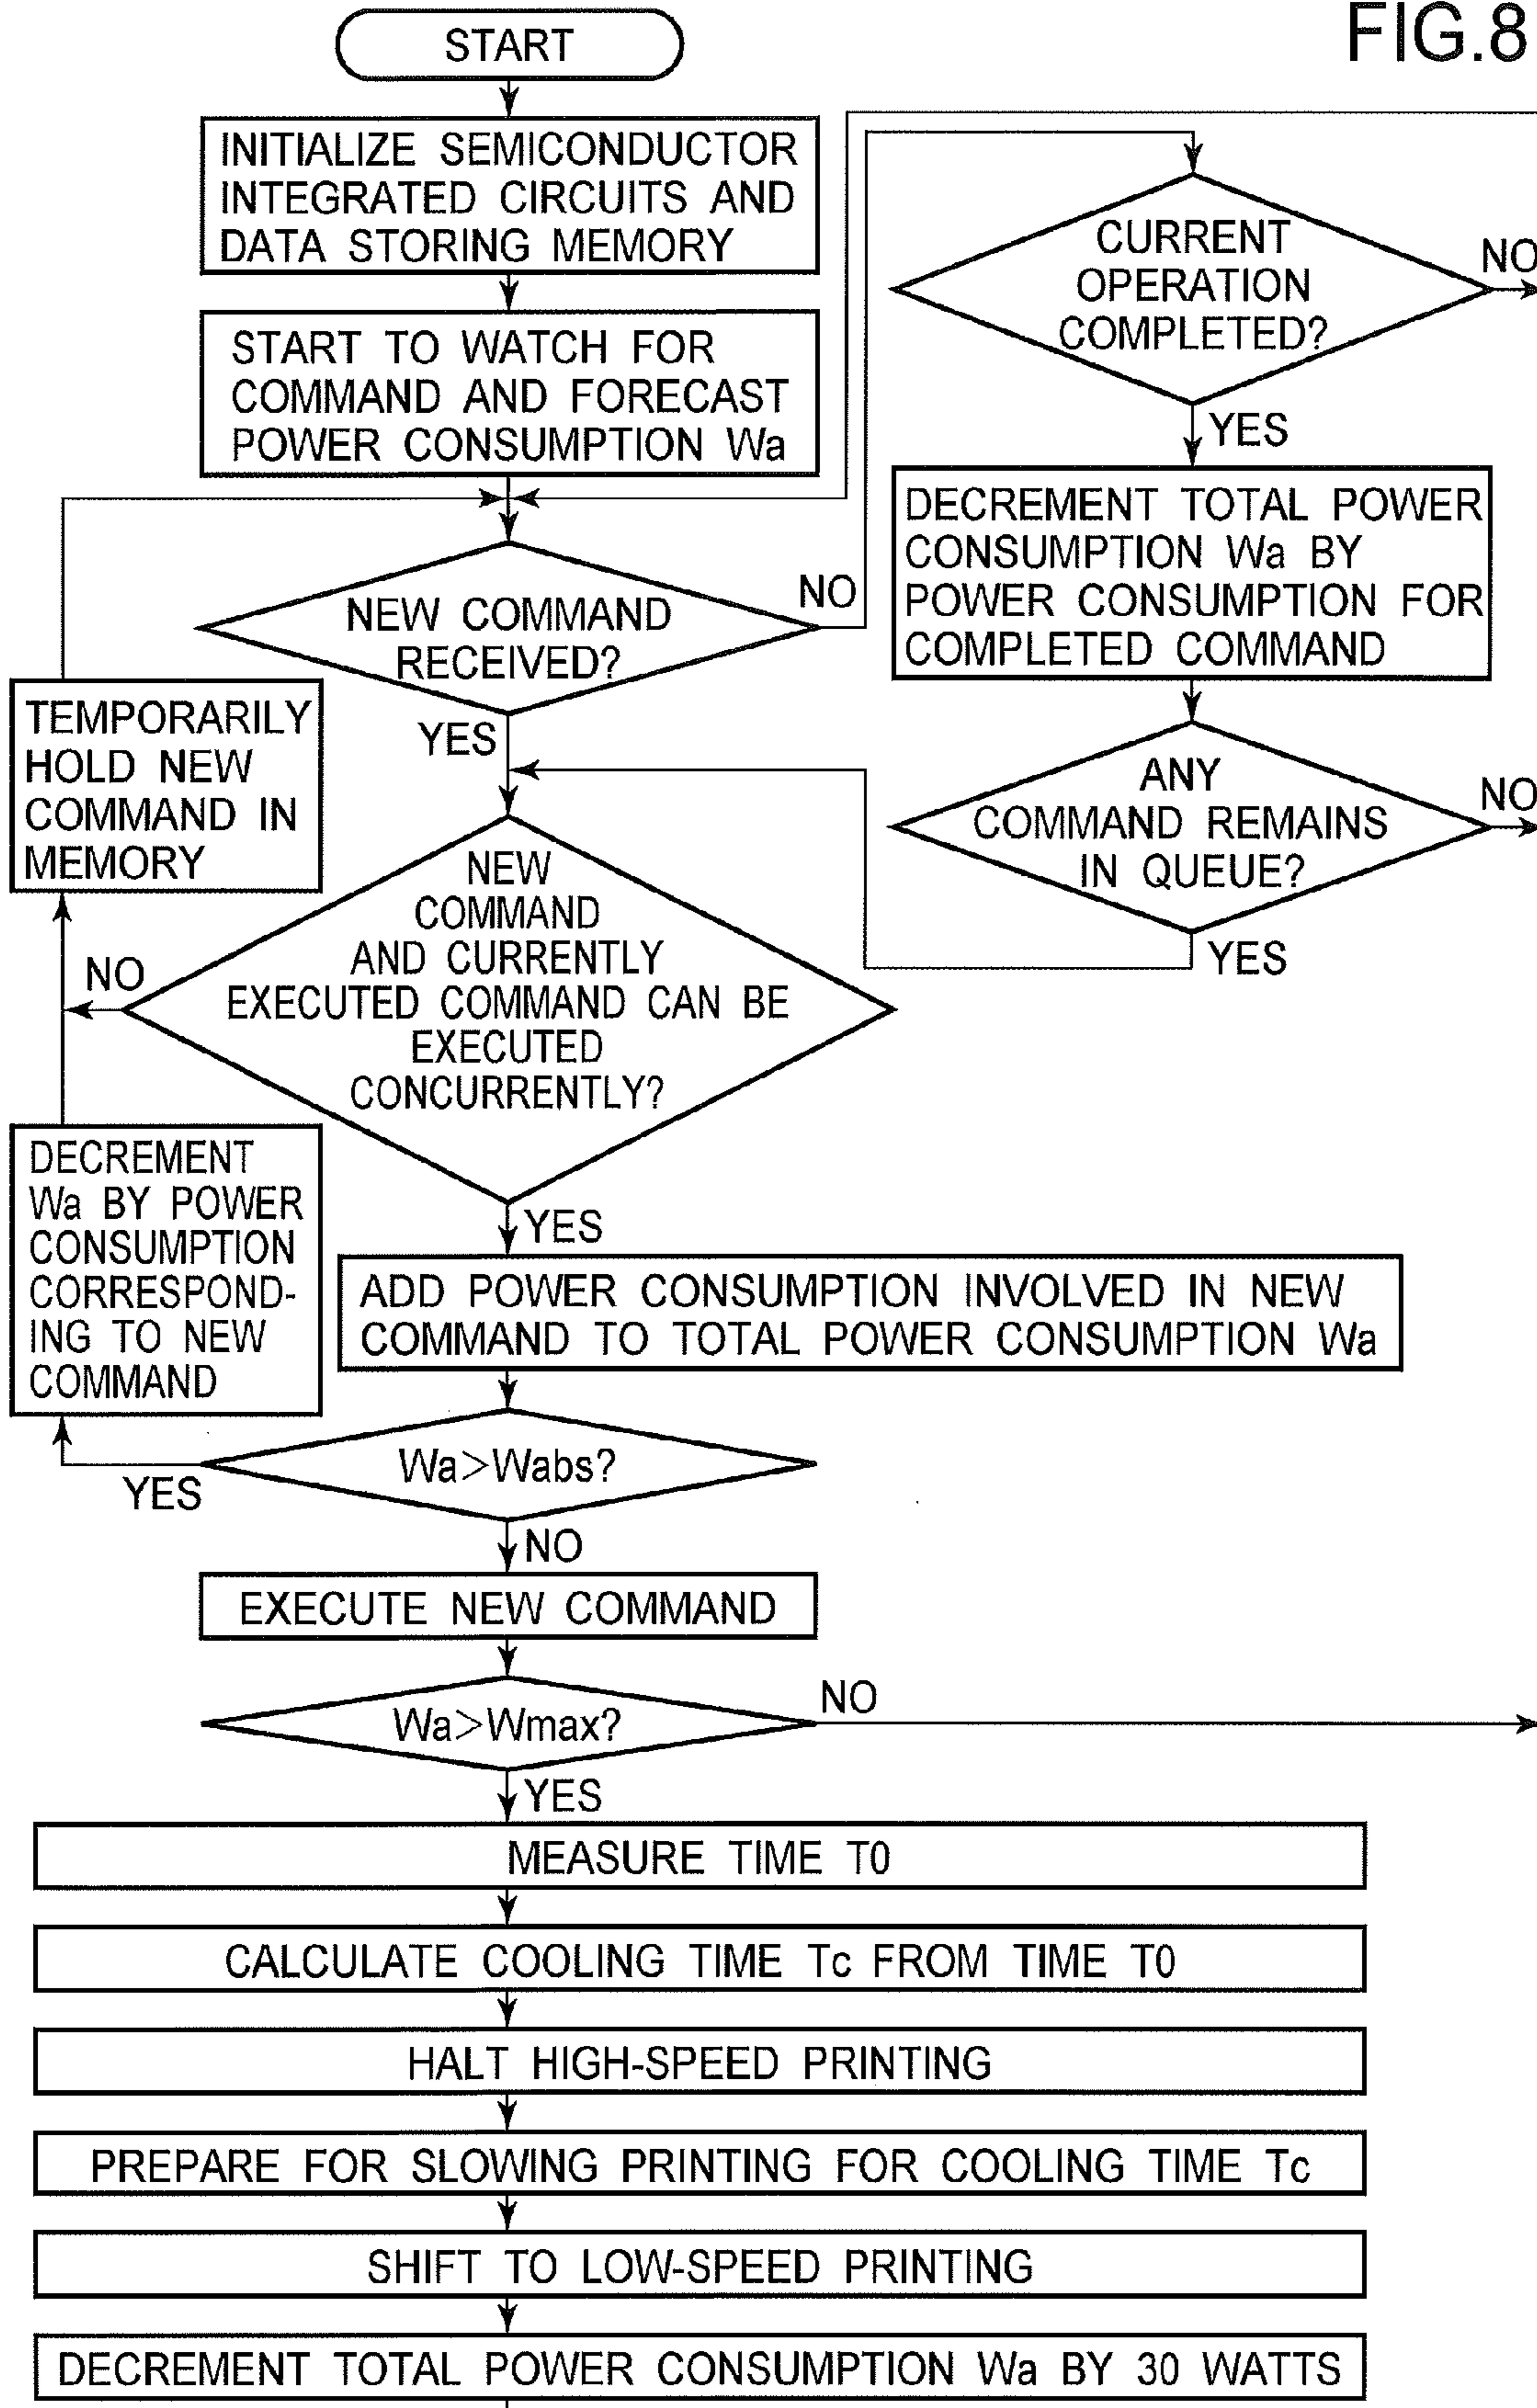 FIG.8
START
INITIALIZE SEMICONDUCTOR
INTEGRATED CIRCUITS AND
DATA STORING MEMORY
START TO WATCH FOR
COMMAND AND FORECAST
POWER CONSUMPTION Wa
NEW COMMAND
RECEIVED?
NO
YES
CURRENT
OPERATION
COMPLETED?
NO
YES
DECREMENT TOTAL POWER
CONSUMPTION Wa BY
POWER CONSUMPTION FOR
COMPLETED COMMAND
ANY
COMMAND REMAINS
IN QUEUE?
NO
YES
TEMPORARILY
HOLD NEW
COMMAND IN
MEMORY
NEW
COMMAND
AND CURRENTLY
EXECUTED COMMAND CAN BE
EXECUTED
CONCURRENTLY?
NO
YES
DECREMENT
Wa BY POWER
CONSUMPTION
CORRESPOND-
ING TO NEW
COMMAND
ADD POWER CONSUMPTION INVOLVED IN NEW
COMMAND TO TOTAL POWER CONSUMPTION Wa
Wa>Wabs?
YES
NO
EXECUTE NEW COMMAND
Wa>Wmax?
NO
YES
MEASURE TIME T0
CALCULATE COOLING TIME Tc FROM TIME T0
HALT HIGH-SPEED PRINTING
PREPARE FOR SLOWING PRINTING FOR COOLING TIME Tc
SHIFT TO LOW-SPEED PRINTING
DECREMENT TOTAL POWER CONSUMPTION Wa BY 30 WATTS